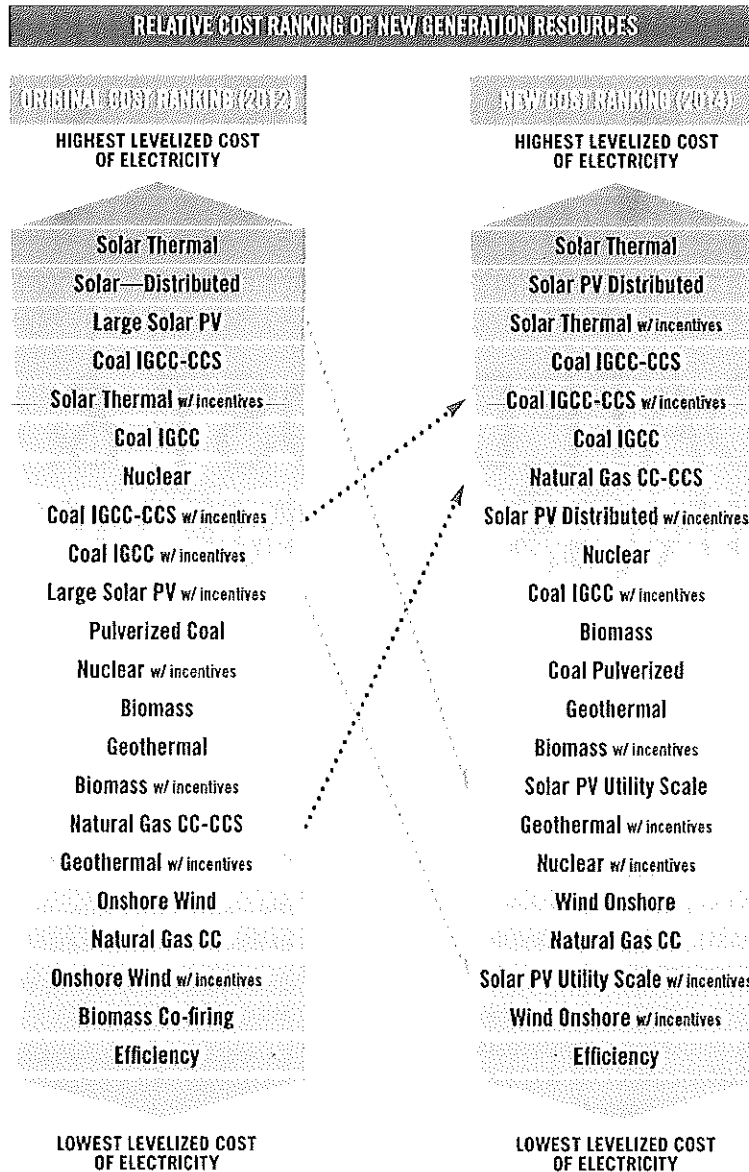 RELATIVE COST RANKING OF NEW GENERATION RESOURCES
ORIGINAL COST RANKING (2012)
HIGHEST LEVELIZED COST
OF ELECTRICITY
Solar Thermal
Solar—Distributed
Large Solar PV
Coal IGCC-CCS
Solar Thermal w/ incentives
Coal IGCC
Nuclear
Coal IGCC-CCS w/ incentives
Coal IGCC w/ incentives
Large Solar PV w/ incentives
Pulverized Coal
Nuclear w/ incentives
Biomass
Geothermal
Biomass w/ incentives
Natural Gas CC-CCS
Geothermal w/ incentives
Onshore Wind
Natural Gas CC
Onshore Wind w/ incentives
Biomass Co-firing
Efficiency
LOWEST LEVELIZED COST
OF ELECTRICITY
NEW COST RANKING (2014)
HIGHEST LEVELIZED COST
OF ELECTRICITY
Solar Thermal
Solar PV Distributed
Solar Thermal w/ incentives
Coal IGCC-CCS
Coal IGCC-CCS w/ incentives
Coal IGCC
Natural Gas CC-CCS
Solar PV Distributed w/ incentives
Nuclear
Coal IGCC w/ incentives
Biomass
Coal Pulverized
Geothermal
Biomass w/ incentives
Solar PV Utility Scale
Geothermal w/ incentives
Nuclear w/ incentives
Wind Onshore
Natural Gas CC
Solar PV Utility Scale w/ incentives
Wind Onshore w/ incentives
Efficiency
LOWEST LEVELIZED COST
OF ELECTRICITY